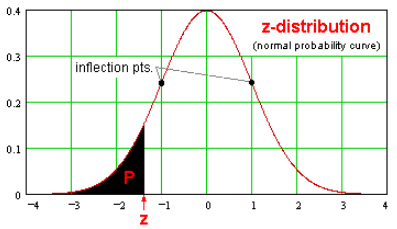 0.4
z-distribution
(normal probability curve)
0.3
inflection pts.
0.2
0.1
P
0
-4 -3 -2 -1 0 1 2 3 4
z